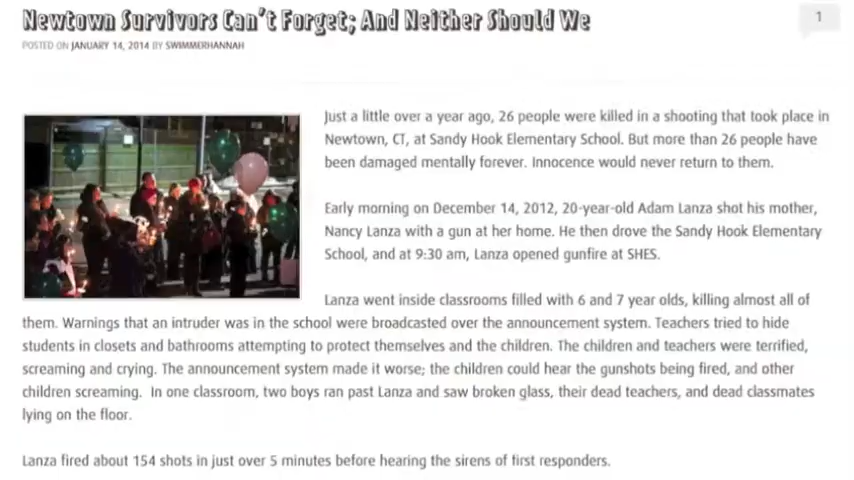 Newtown Survivors Can't Forget; And Neither Should We
1
POSTED ON JANUARY 14, 2014 BY SWIMMERHANNAH
Just a little over a year ago, 26 people were killed in a shooting that took place in
Newtown, CT, at Sandy Hook Elementary School. But more than 26 people have
been damaged mentally forever. Innocence would never return to them.
Early morning on December 14, 2012, 20-year-old Adam Lanza shot his mother,
Nancy Lanza with a gun at her home. He then drove the Sandy Hook Elementary
School, and at 9:30 am, Lanza opened gunfire at SHES.
Lanza went inside classrooms filled with 6 and 7 year olds, killing almost all of
them. Warnings that an intruder was in the school were broadcasted over the announcement system. Teachers tried to hide
students in closets and bathrooms attempting to protect themselves and the children. The children and teachers were terrified,
screaming and crying. The announcement system made it worse; the children could hear the gunshots being fired, and other
children screaming. In one classroom, two boys ran past Lanza and saw broken glass, their dead teachers, and dead classmates
lying on the floor.
Lanza fired about 154 shots in just over 5 minutes before hearing the sirens of first responders.